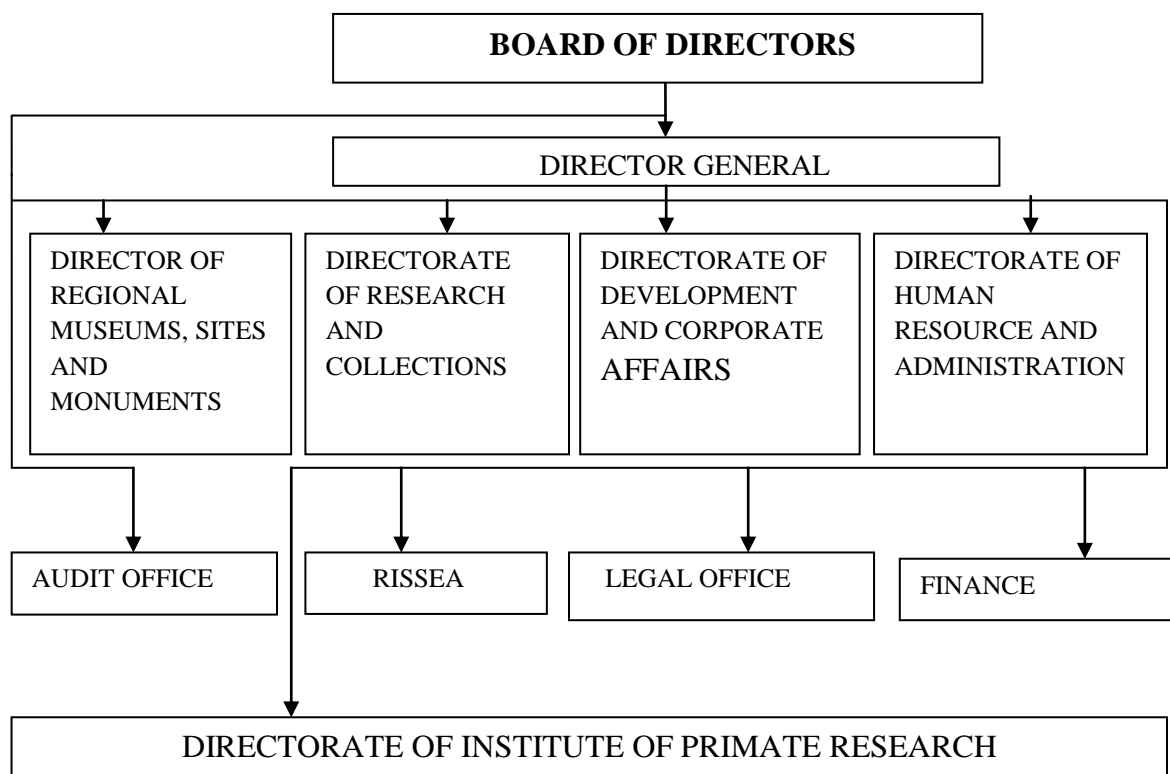 BOARD OF DIRECTORS
DIRECTOR GENERAL
DIRECTOR OF
REGIONAL
MUSEUMS, SITES
AND
MONUMENTS
DIRECTORATE
OF RESEARCH
AND
COLLECTIONS
DIRECTORATE OF
DEVELOPMENT
AND CORPORATE
AFFAIRS
DIRECTORATE OF
HUMAN
RESOURCE AND
ADMINISTRATION
AUDIT OFFICE
RISSEA
LEGAL OFFICE
FINANCE
DIRECTORATE OF INSTITUTE OF PRIMATE RESEARCH